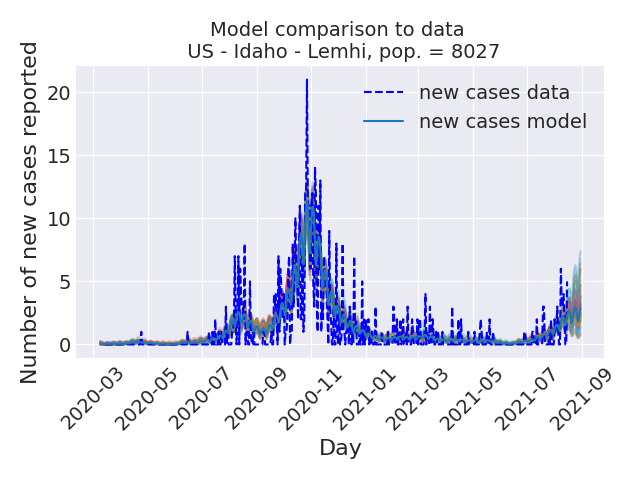 Model comparison to data
US - Idaho - Lemhi, pop. = 8027
Number of new cases reported
20
15
10
5
0
new cases data
new cases model
2020-03
2020-05
2020-07
2020-09
2020-11
2021-01
2021-03
2021-05
2021-07
2021-09
Day